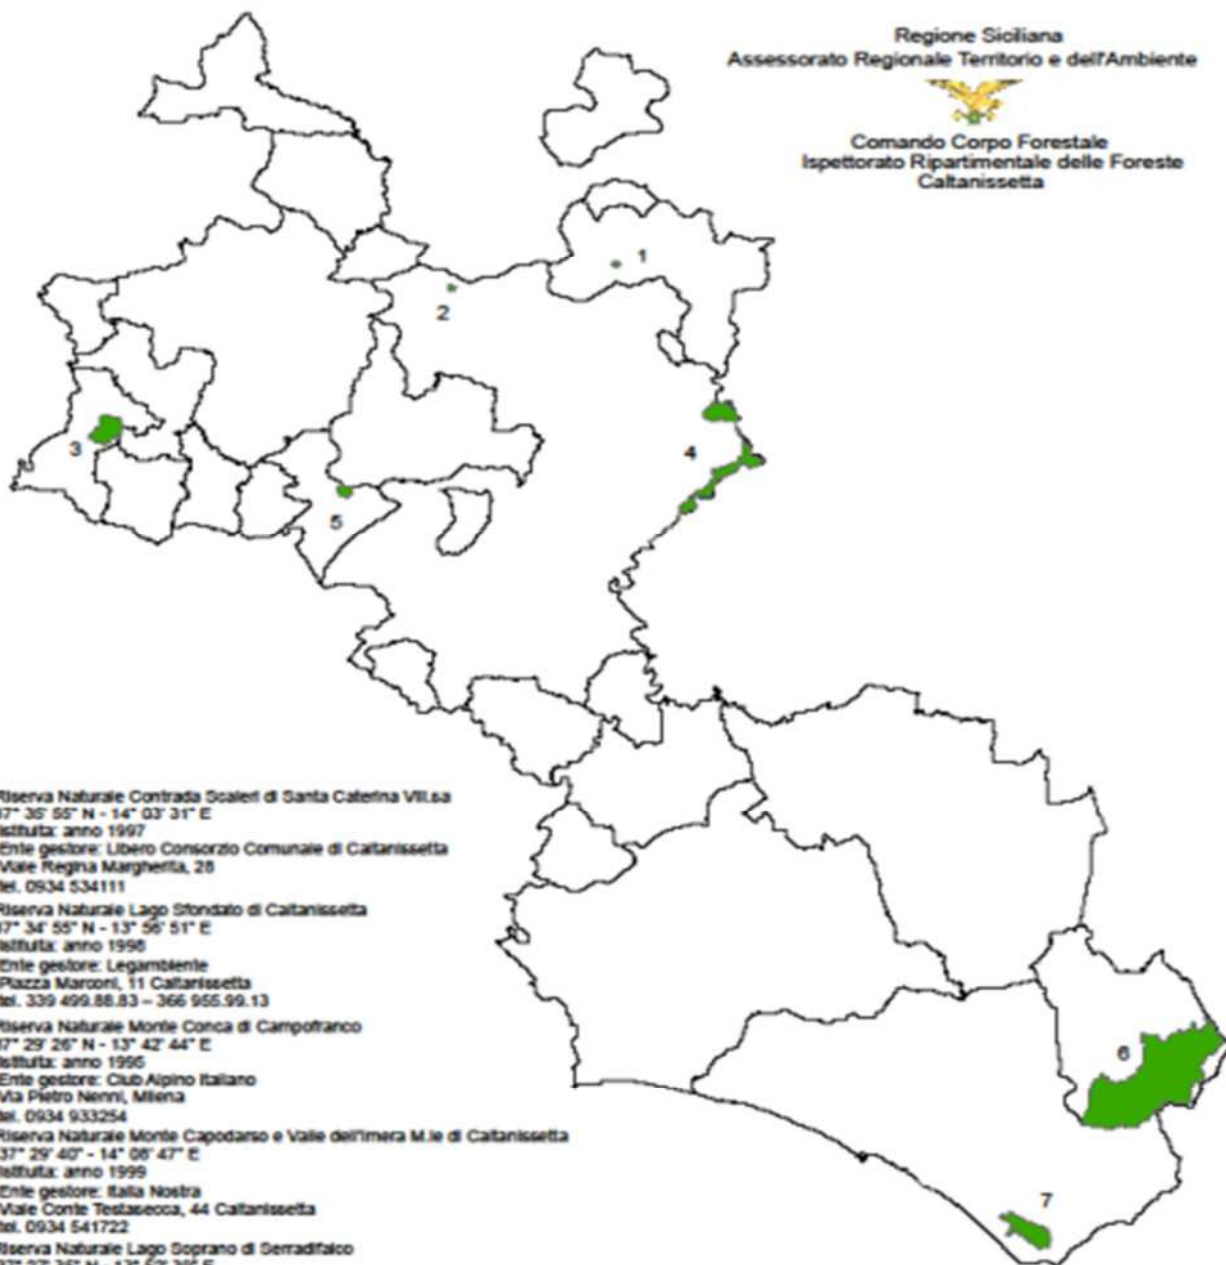 Regione Siciliana
Assessorato Regionale Territorio e dell'Ambiente
Comando Corpo Forestale
Ispettorato Ripartimentale delle Foreste
Caltanissetta
1
2
3
4
5
6
7
Riserva Naturale Contrada Scaleri di Santa Caterina Vill.sa
7° 35' 55" N - 14° 03' 31" E
Istituita: anno 1997
Ente gestore: Libero Consorzio Comunale di Caltanissetta
Viale Regina Margherita, 28
tel. 0934 534111
Riserva Naturale Lago Sfondato di Caltanissetta
7° 34' 55" N - 13° 56' 51" E
Istituita: anno 1998
Ente gestore: Legambiente
Piazza Marconi, 11 Caltanissetta
tel. 339 499.88.83 – 366 955.99.13
Riserva Naturale Monte Conca di Campofranco
7° 29' 26" N - 13° 42' 44" E
Istituita: anno 1995
Ente gestore: Club Alpino Italiano
Via Pietro Nenni, Milena
tel. 0934 933254
Riserva Naturale Monte Capodarso e Valle dell'Imera M.le di Caltanissetta
37° 29' 40" - 14° 08' 47" E
Istituita: anno 1999
Ente gestore: Italia Nostra
Viale Conte Testasecca, 44 Caltanissetta
tel. 0934 541722
Riserva Naturale Lago Soprano di Serradifalco